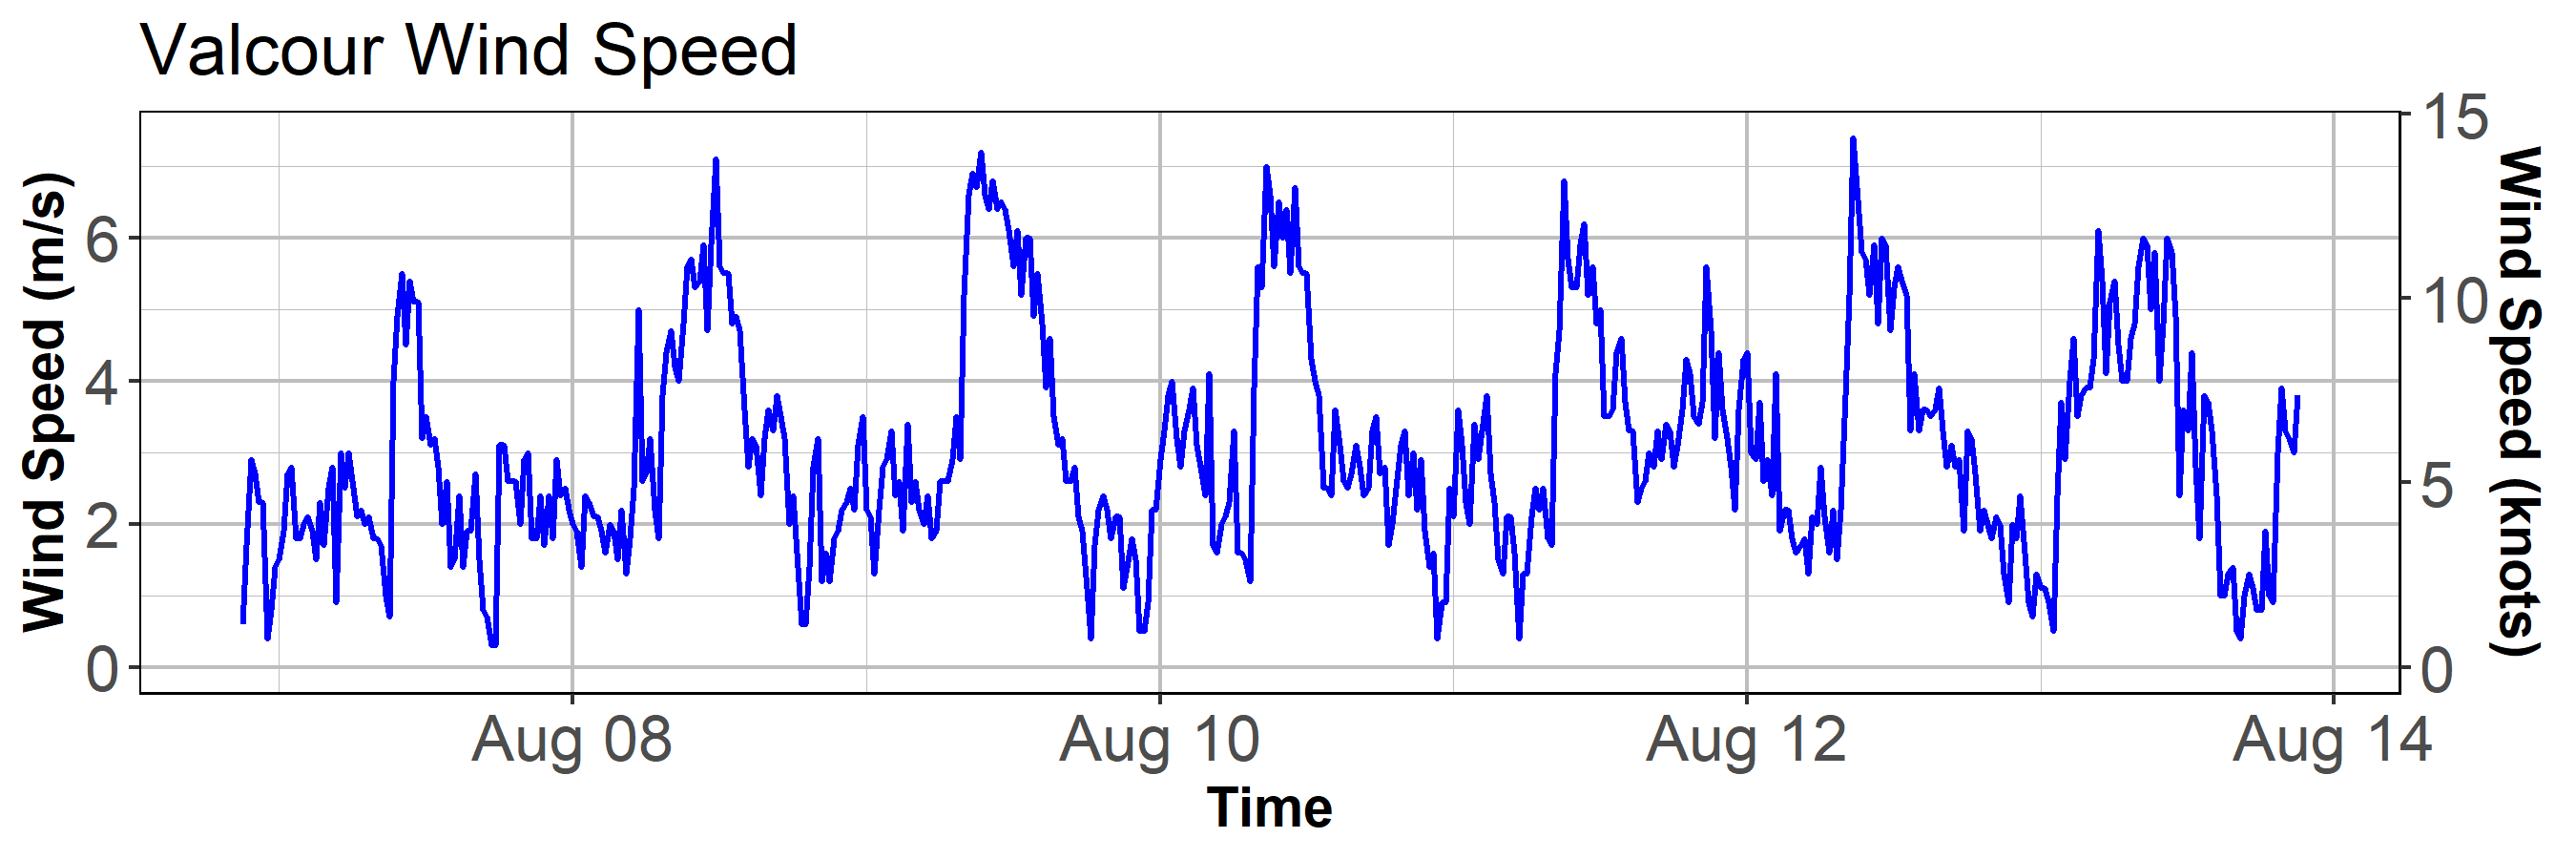 Valcour Wind Speed
Wind Speed (m/s)
6
4
2
0
15
10
5
0
Wind Speed (knots)
Aug 08
Aug 10
Aug 12
Aug 14
Time